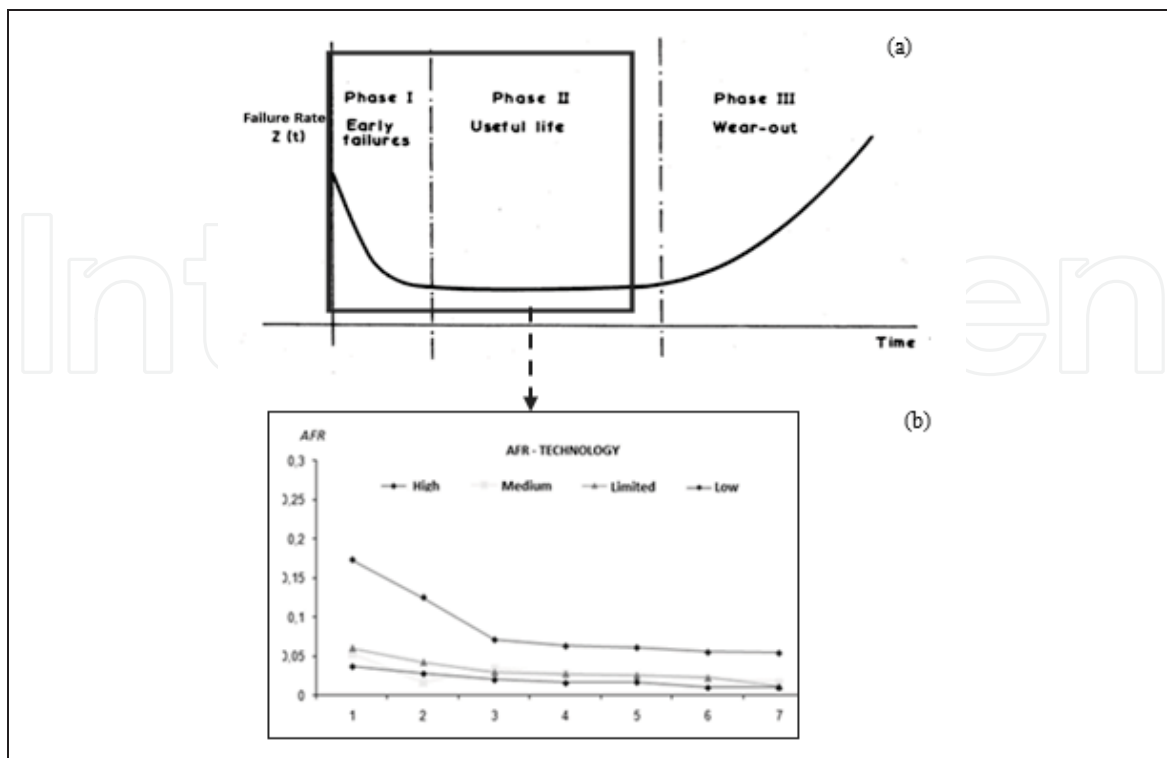 (a)
Phase I
Phase II
Phase III
Failure Rate
Z (t)
Early
failures
Useful life
Wear-out
Time
(b)
AFR
AFR - TECHNOLOGY
High
Medium
Limited
Low
0,3
0,25
0,2
0,15
0,1
0,05
0
1
2
3
4
5
6
7